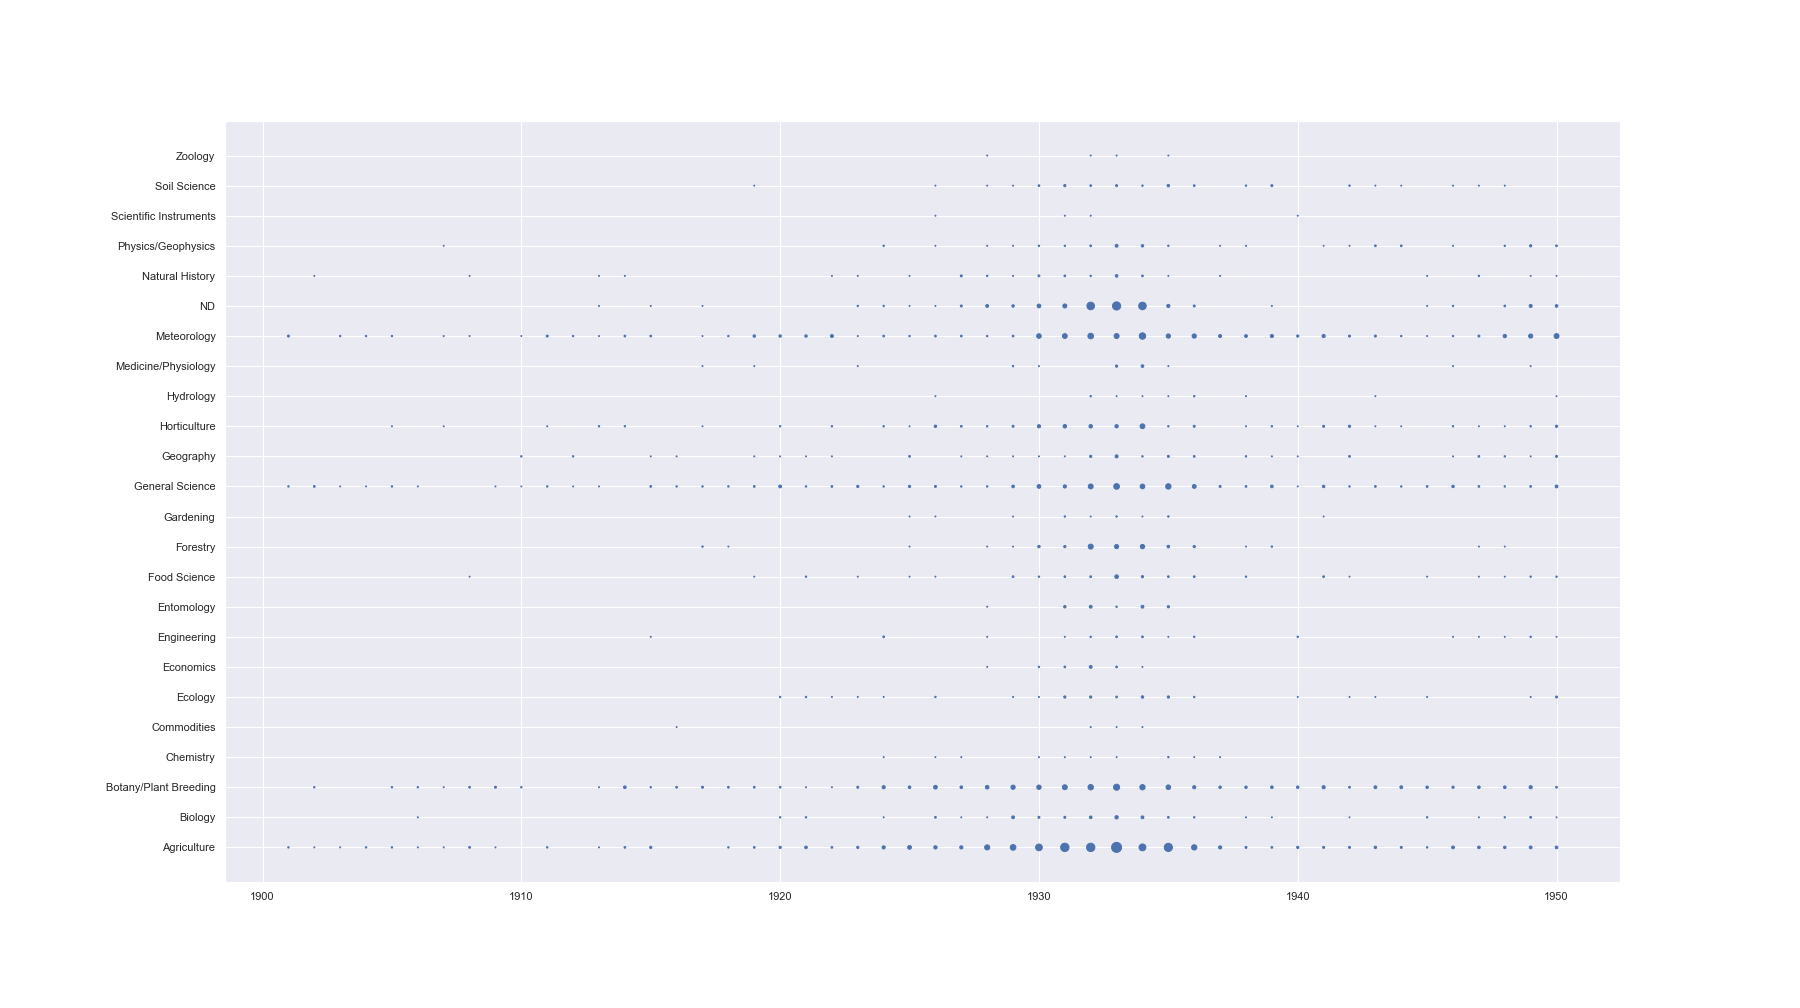 Zoology
Soil Science
Scientific Instruments
Physics/Geophysics
Natural History
ND
Meteorology
Medicine/Physiology
Hydrology
Horticulture
Geography
General Science
Gardening
Forestry
Food Science
Entomology
Engineering
Economics
Ecology
Commodities
Chemistry
Botany/Plant Breeding
Biology
Agriculture
1900 1910 1920 1930 1940 1950